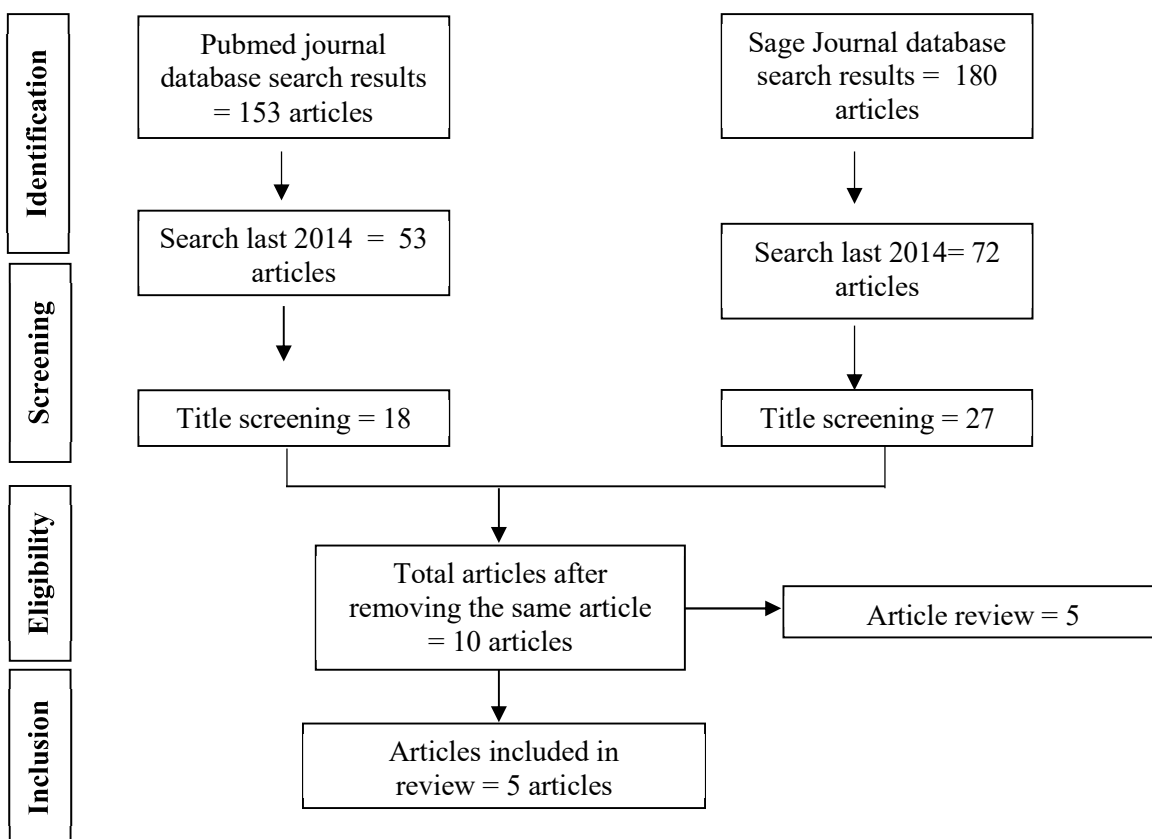 Identification
Pubmed journal
database search results
= 153 articles
Sage Journal database
search results = 180
articles
Search last 2014 = 53
articles
Search last 2014= 72
articles
Screening
Title screening = 18
Title screening = 27
Eligibility
Total articles after
removing the same article
= 10 articles
Article review = 5
Inclusion
Articles included in
review = 5 articles